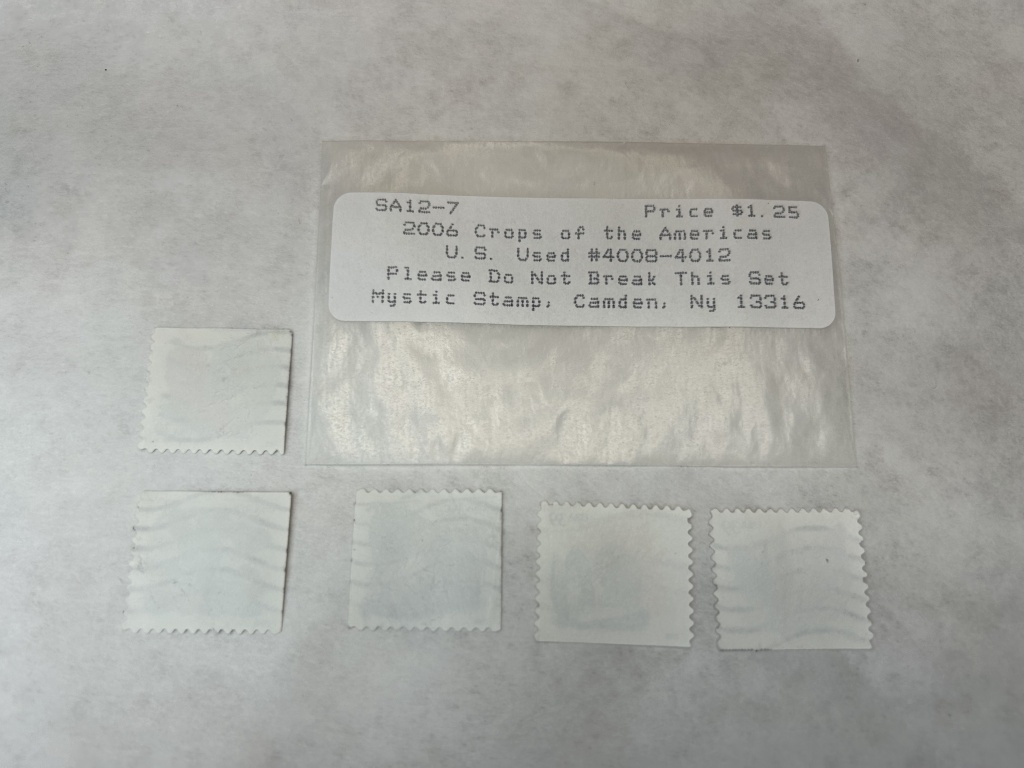 SA12-7 Price $1.25
2006 Crops of the Americas
U.S. Used #4008-4012
Please Do Not Break This Set
Mystic Stamp, Camden, Ny 13316